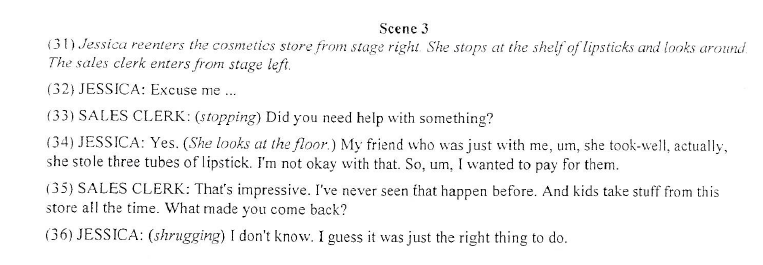 Scene 3
(31) Jessica reenters the cosmetics store from stage right. She stops at the shelf of lipsticks and looks around.
The sales clerk enters from stage left.
(32) JESSICA: Excuse me ...
(33) SALES CLERK: (stopping) Did you need help with something?
(34) JESSICA: Yes. (She looks at the floor.) My friend who was just with me, um, she took-well, actually,
she stole three tubes of lipstick. I'm not okay with that. So, um, I wanted to pay for them.
(35) SALES CLERK: That's impressive. I've never seen that happen before. And kids take stuff from this
store all the time. What made you come back?
(36) JESSICA: (shrugging) I don't know. I guess it was just the right thing to do.